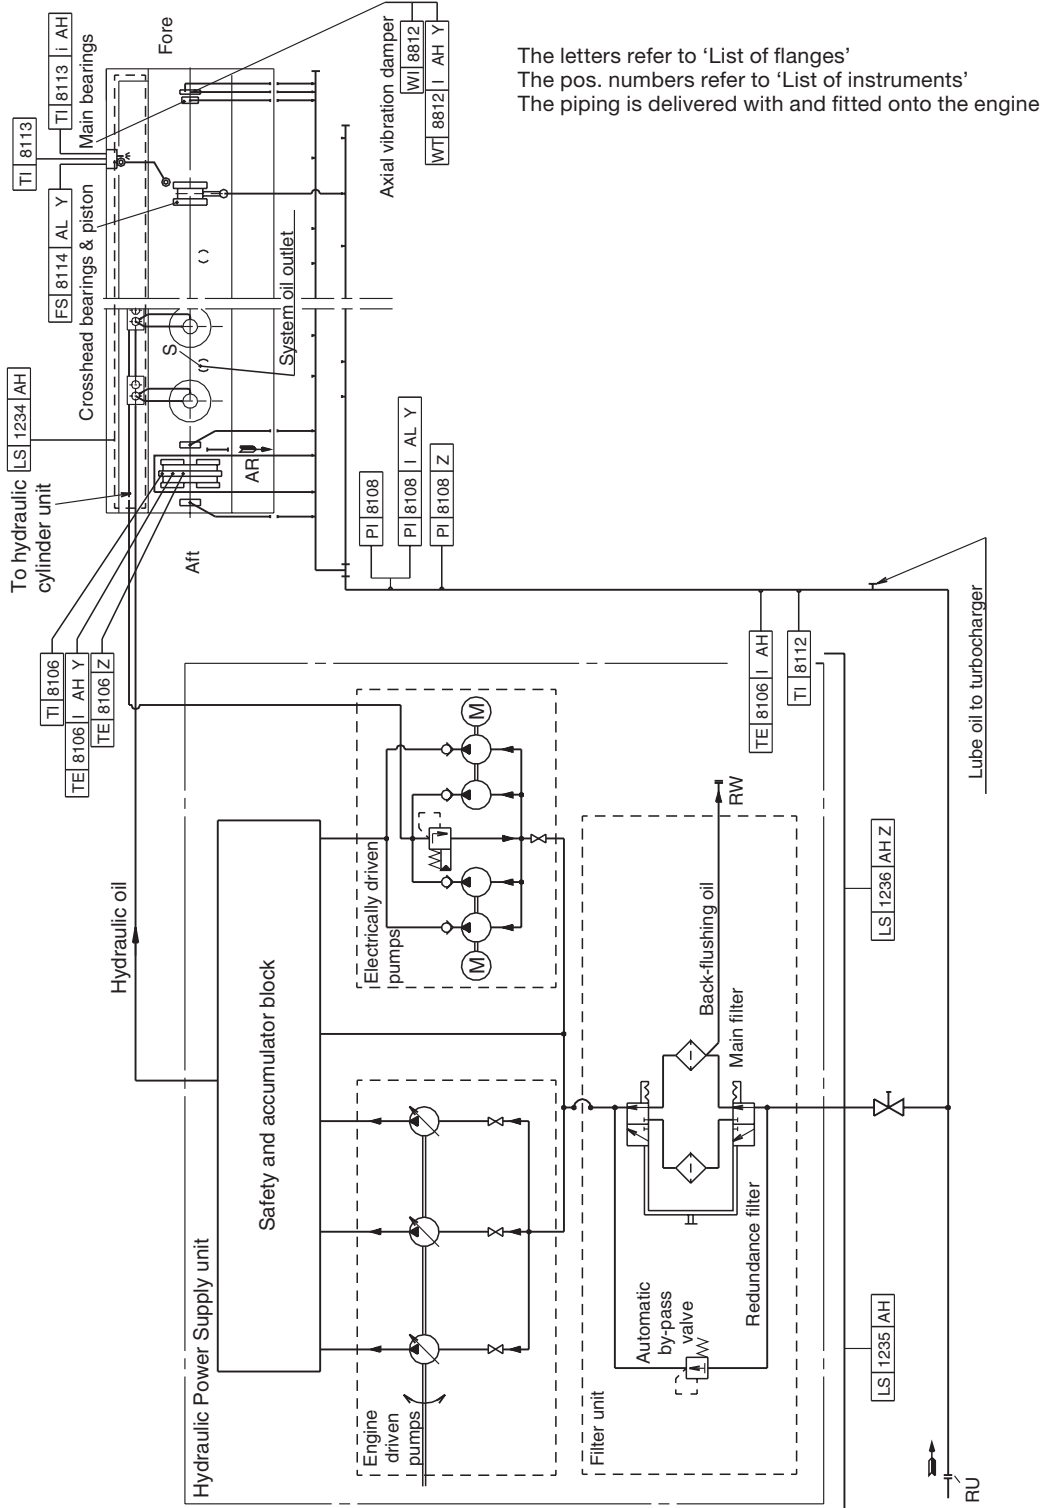 The letters refer to ‘List of flanges’
The pos. numbers refer to ‘List of instruments’
The piping is delivered with and fitted onto the engine
TI 8113 i AH
Main bearings
Fore
TI 8113
FS 8114 AL Y
Crosshead bearings & piston
Axial vibration damper
WI 8812
WT 8812 I AH Y
LS 1234 AH
To hydraulic
cylinder unit
S
System oil outlet
AR
Aft
PI 8108
PI 8108 I AL Y
PI 8108 Z
TI 8106
TE 8106 I AH Y
TE 8106 Z
TE 8106 I AH
TI 8112
Lube oil to turbocharger
Hydraulic oil
Hydraulic Power Supply unit
Safety and accumulator block
Electrically driven
pumps
M
M
Engine
driven
pumps
RW
Back-flushing oil
Main filter
Redundance filter
Automatic
by-pass
valve
Filter unit
LS 1236 AH Z
LS 1235 AH
RU